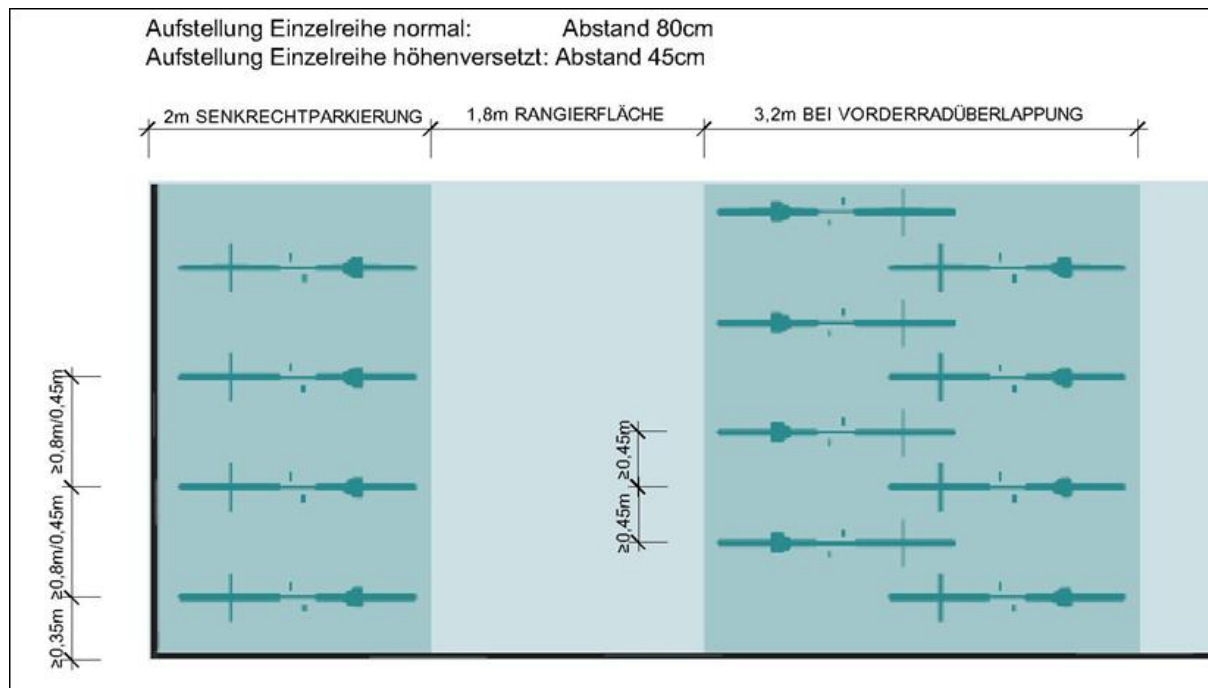 Aufstellung Einzelreihe normal: Abstand 80cm
Aufstellung Einzelreihe höhenversetzt: Abstand 45cm
2m SENKRECHTPARKIERUNG
1,8m RANGIERFLÄCHE
3,2m BEI VORDERRADÜBERLAPPUNG
≥0,8m/0,45m
≥0,8m/0,45m
≥0,35m
≥0,45m
≥0,45m